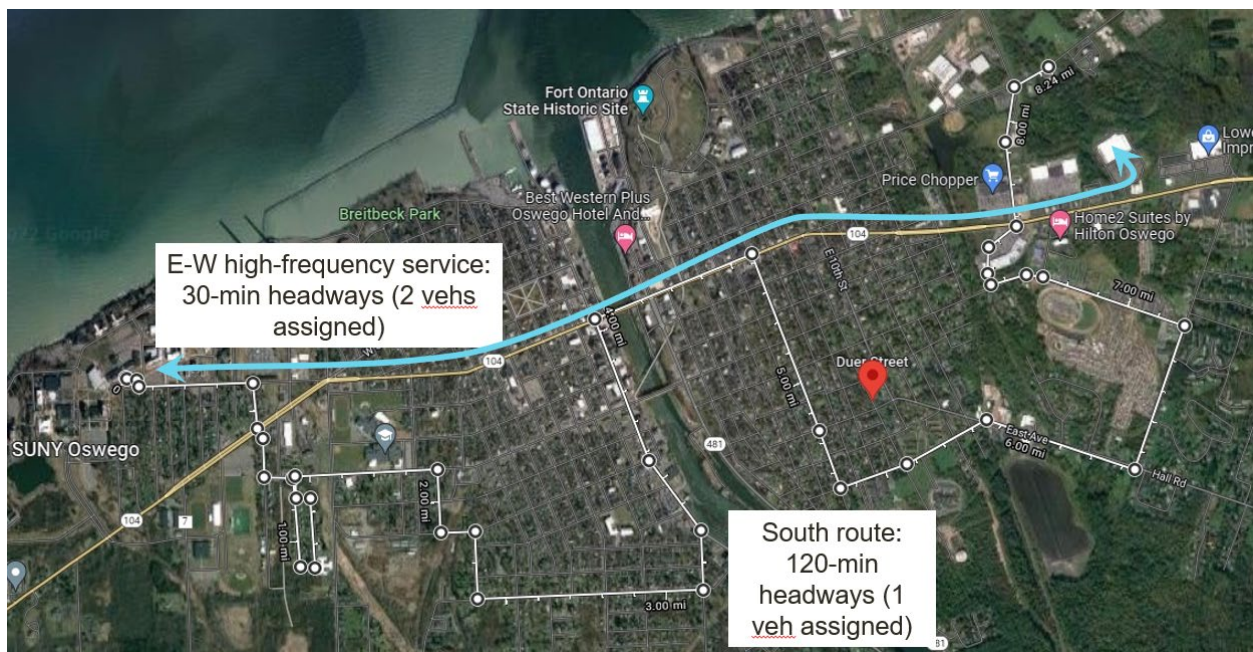 Fort Ontario
State Historic Site
8.24 mi
8.00 mi
Price Chopper
Lowe
Impr
Best Western Plus
Oswego Hotel And...
Breitbeck Park
Home2 Suites by
Hilton Oswego
104
E 10th St
E-W high-frequency service:
30-min headways (2 vehs
assigned)
W
4.00 mi
7.00 mi
104
0
Duer Street
5.00 mi
SUNY Oswego
481
East Ave
6.00 mi
Hall Rd
2.00 mi
104
7
1.00 mi
3.00 mi
South route:
120-min
headways (1
veh assigned)